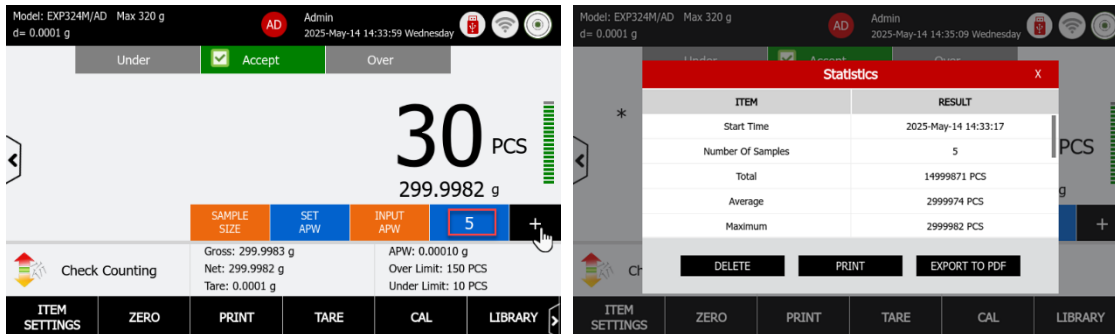 Model: EXP324M/AD Max 320 g
d= 0.0001 g
AD
Admin
2025-May-14 14:33:59 Wednesday
Under
Accept
Over
30 PCS
299.9982 g
SAMPLE
SIZE
SET
APW
INPUT
APW
5
+
Check Counting
Gross: 299.9983 g
Net: 299.9982 g
Tare: 0.0001 g
APW: 0.00010 g
Over Limit: 150 PCS
Under Limit: 10 PCS
ITEM
SETTINGS
ZERO
PRINT
TARE
CAL
LIBRARY
Model: EXP324M/AD Max 320 g
d= 0.0001 g
AD
Admin
2025-May-14 14:35:09 Wednesday
Under
Accept
Over
Statistics X
ITEM RESULT
Start Time 2025-May-14 14:33:17
Number Of Samples 5
Total 14999871 PCS
Average 2999974 PCS
Maximum 2999982 PCS
DELETE PRINT EXPORT TO PDF
*
PCS
g
+
Ch
ITEM
SETTINGS
ZERO
PRINT
TARE
CAL
LIBRARY